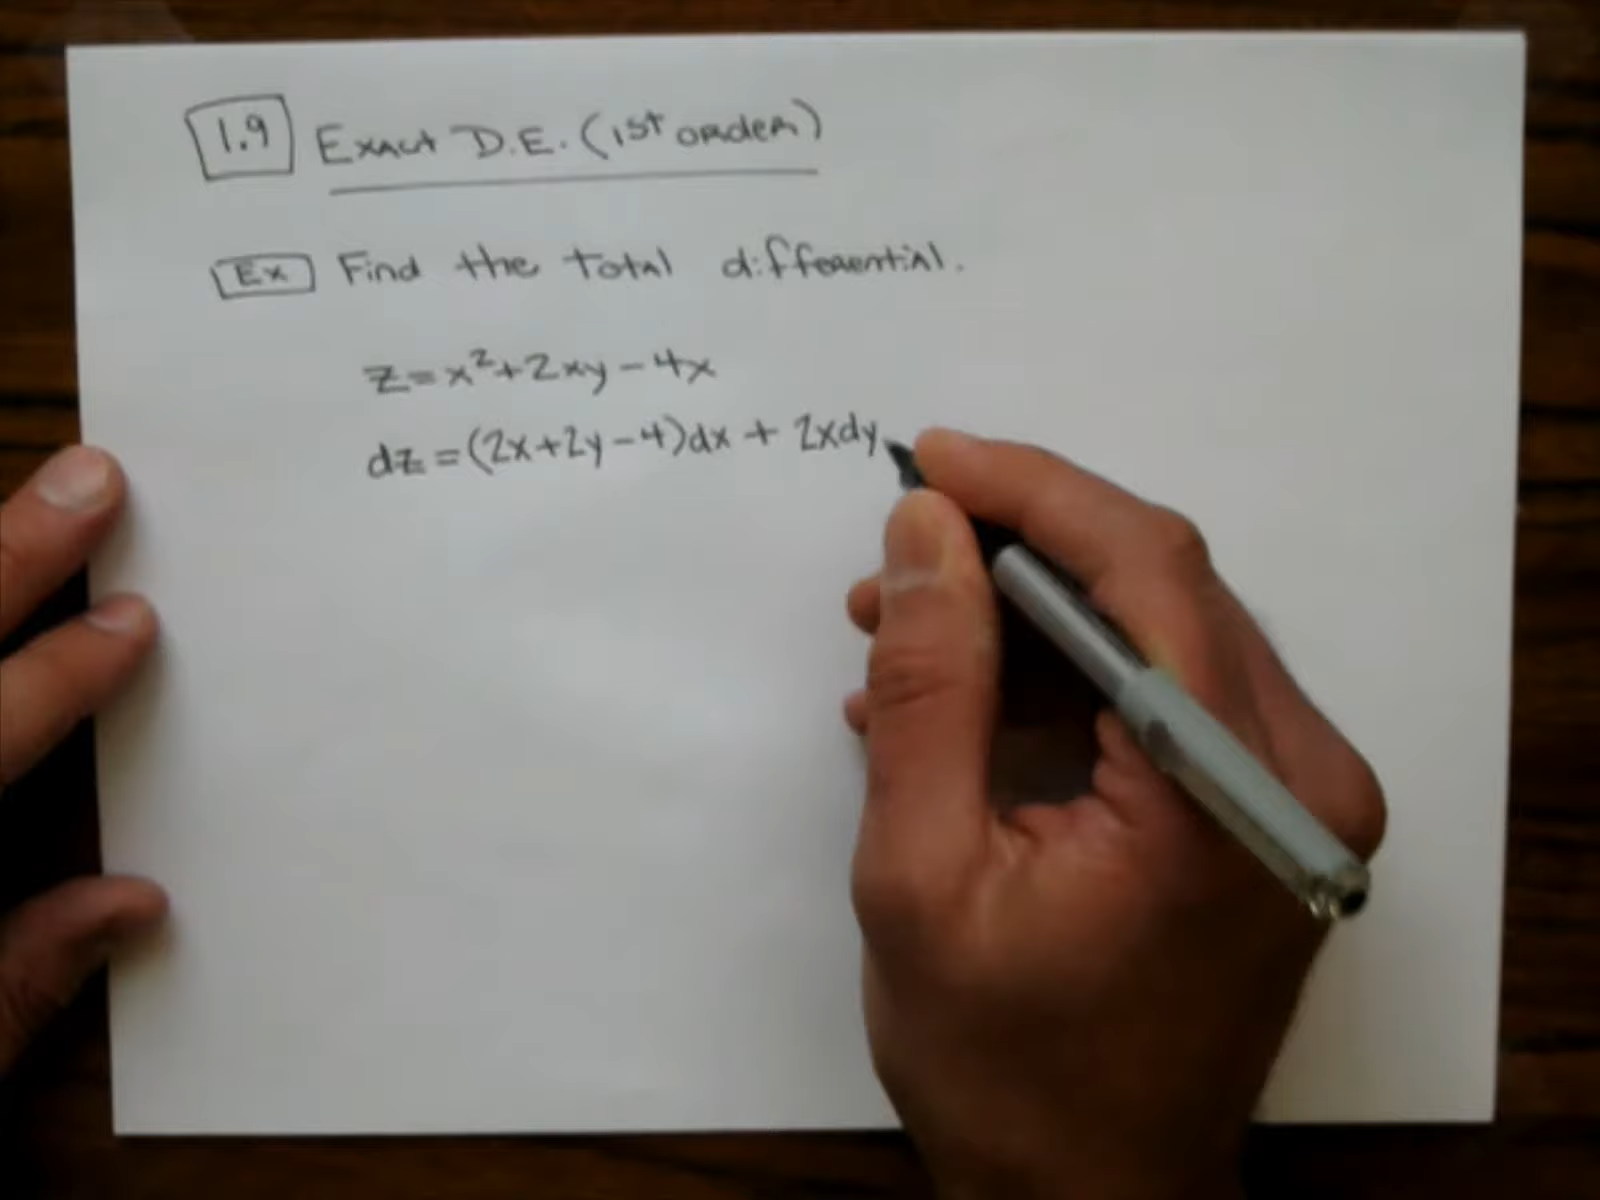 1.9 Exact D.E. (1st order)
Ex Find the total differential.
z=x²+2xy-4x
dz=(2x+2y-4)dx + 2xdy